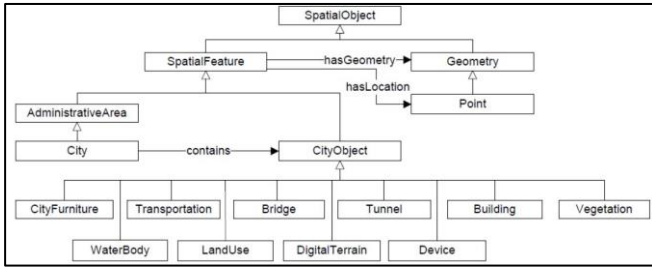 SpatialObject
SpatialFeature
hasGeometry
Geometry
hasLocation
Point
AdministrativeArea
City
contains
CityObject
CityFurniture
Transportation
Bridge
Tunnel
Building
Vegetation
WaterBody
LandUse
DigitalTerrain
Device